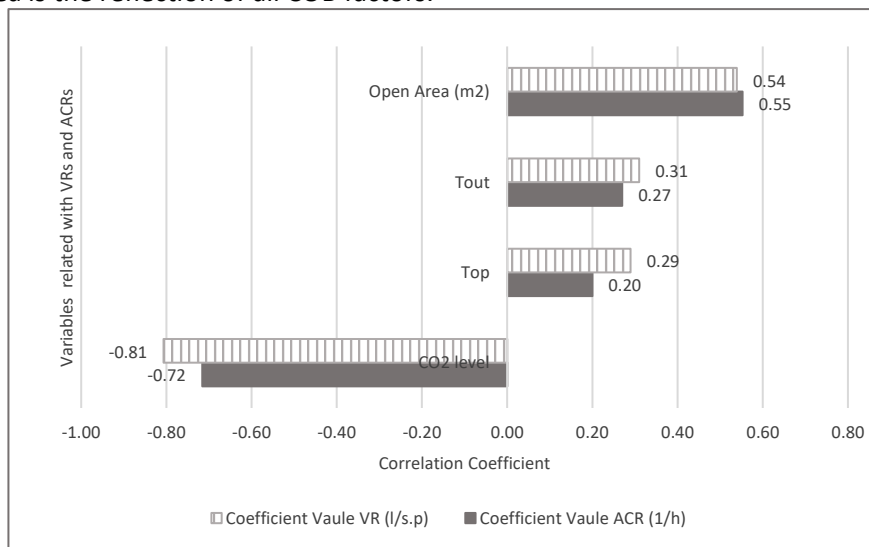 Open Area (m2)
0.54
0.55
Tout
0.31
0.27
Top
0.29
0.20
CO2 level
-0.81
-0.72
Variables related with VRs and ACRs
-1.00 -0.80 -0.60 -0.40 -0.20 0.00 0.20 0.40 0.60 0.80
Correlation Coefficient
Coefficient Vaule VR (l/s.p) Coefficient Vaule ACR (1/h)